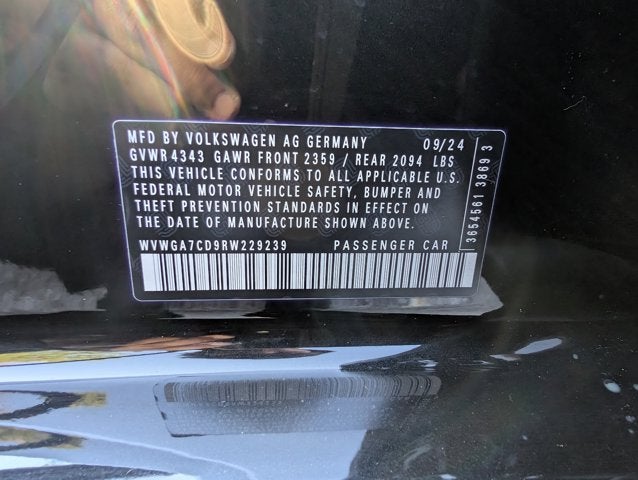 MFD BY VOLKSWAGEN AG GERMANY 09/24
GVWR 4343 GAWR FRONT 2359 / REAR 2094 LBS
THIS VEHICLE CONFORMS TO ALL APPLICABLE U.S.
FEDERAL MOTOR VEHICLE SAFETY, BUMPER AND
THEFT PREVENTION STANDARDS IN EFFECT ON
THE DATE OF MANUFACTURE SHOWN ABOVE.
WVWGA7CD9RW229239 PASSENGER CAR
3654581 3869 3